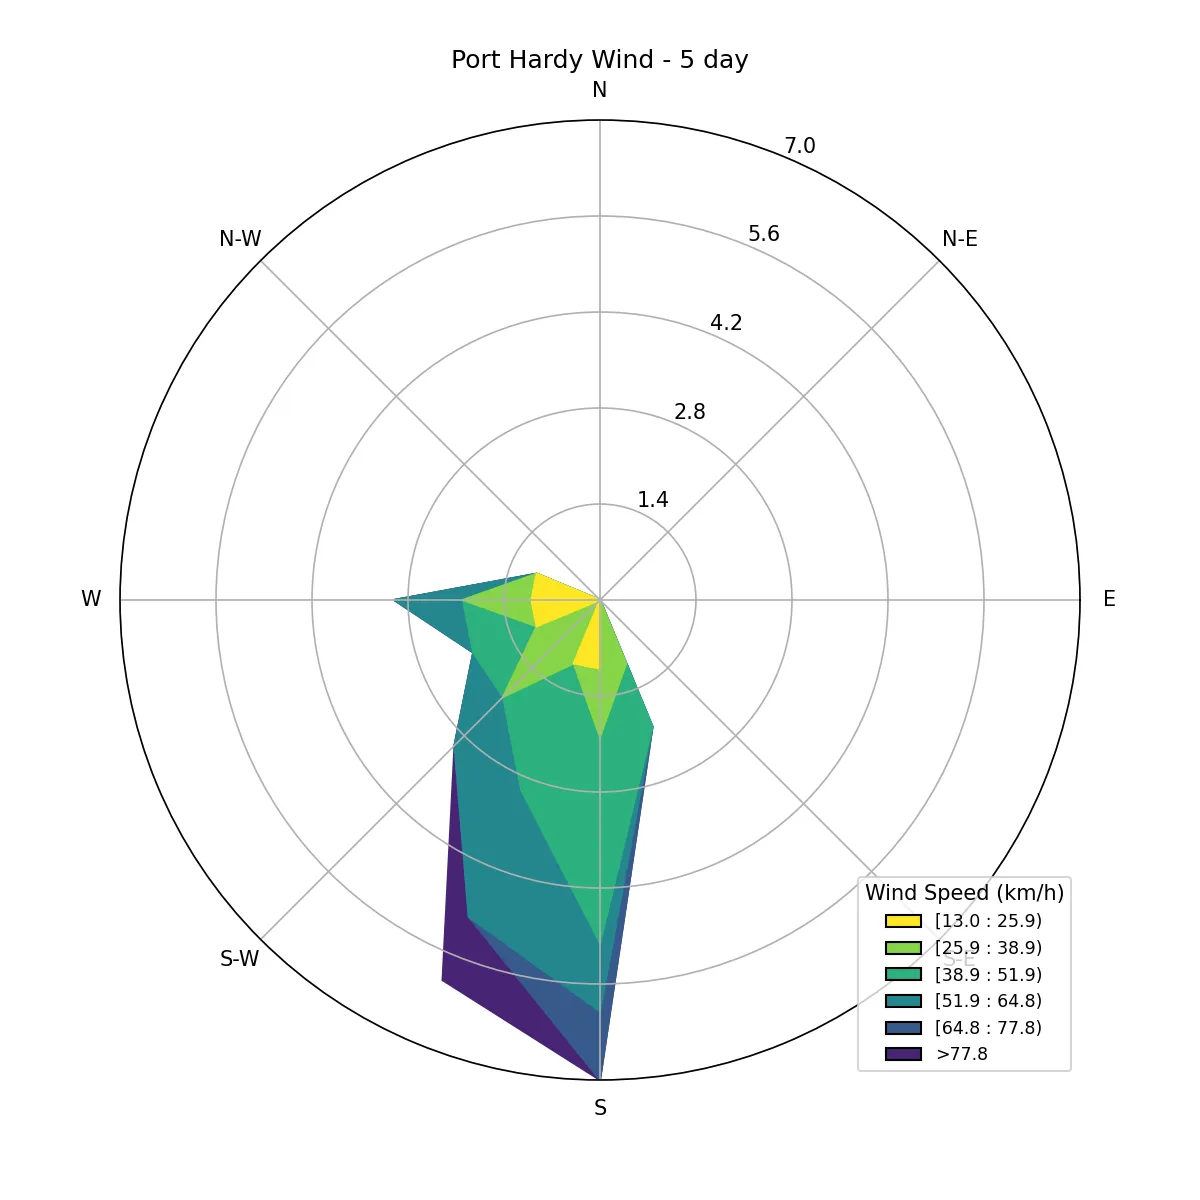 Port Hardy Wind - 5 day
N
7.0
N-W
N-E
5.6
4.2
2.8
1.4
W
E
S-W
S-E
S
Wind Speed (km/h)
[13.0 : 25.9)
[25.9 : 38.9)
[38.9 : 51.9)
[51.9 : 64.8)
[64.8 : 77.8)
>77.8